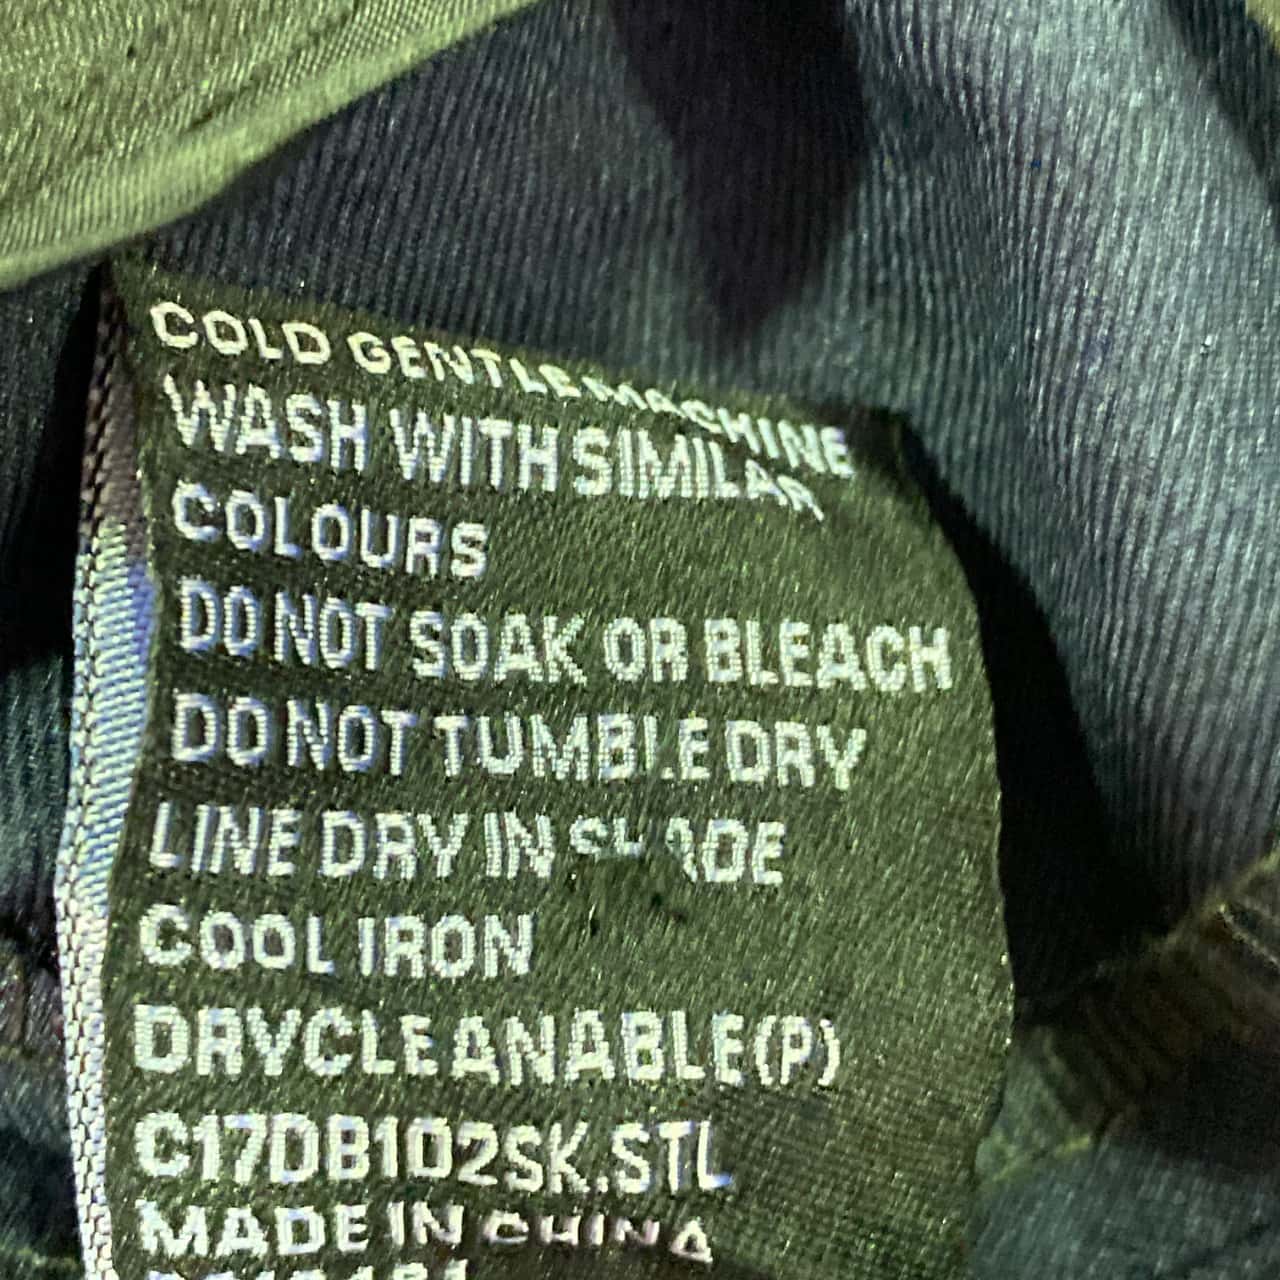 COLD GENTLE MACHINE
WASH WITH SIMILAR
COLOURS
DO NOT SOAK OR BLEACH
DO NOT TUMBLE DRY
LINE DRY IN SHADE
COOL IRON
DRYCLEANABLE(P)
C17DB102SK.STL
MADE IN CHINA